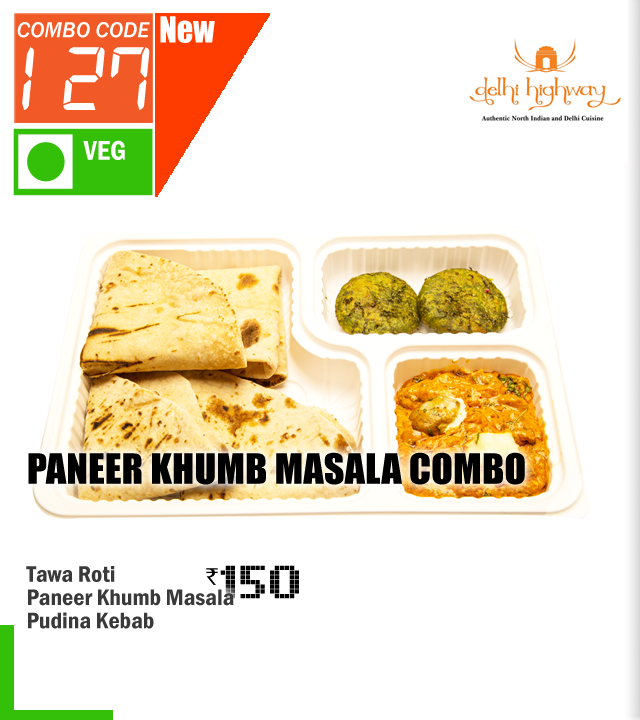 COMBO CODE
127
New
VEG
delhi highway
Authentic North Indian and Delhi Cuisine
PANEER KHUMB MASALA COMBO
Tawa Roti
₹150
Paneer Khumb Masala
Pudina Kebab